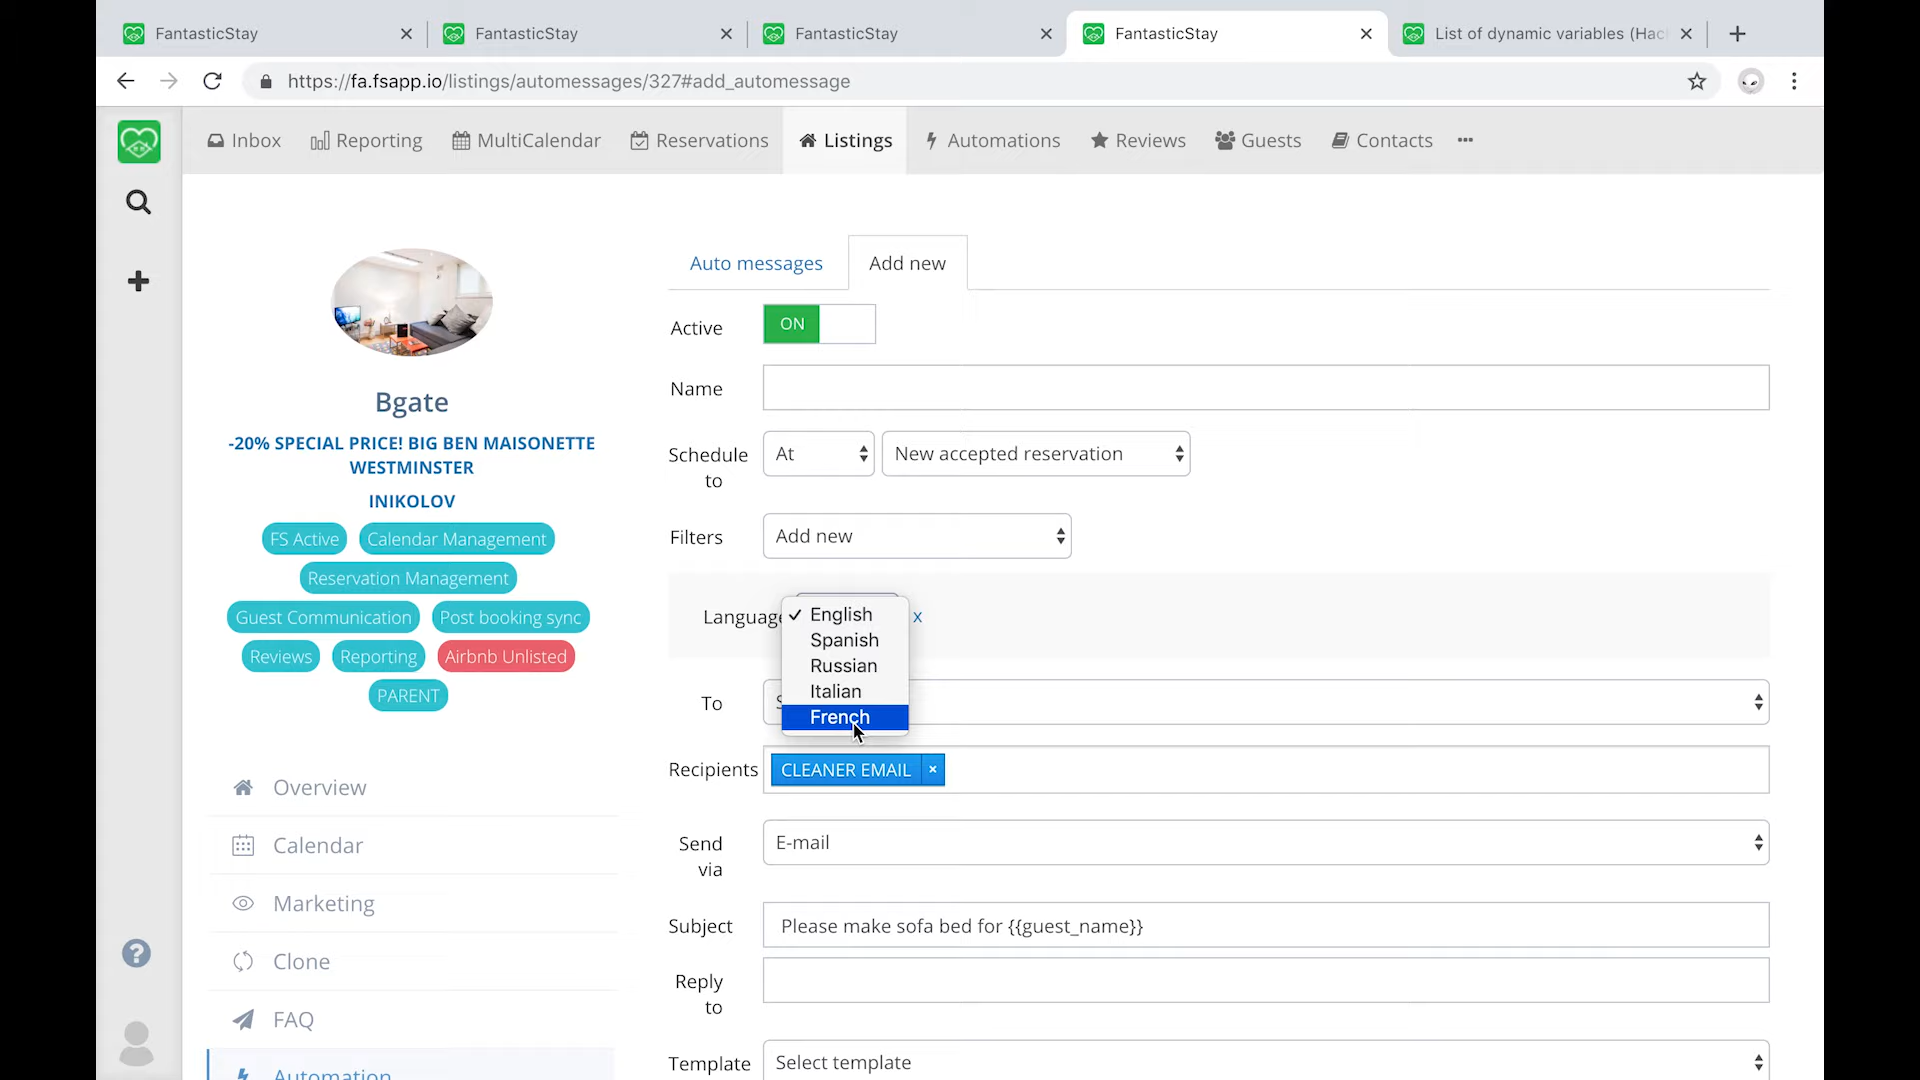 FantasticStay
FantasticStay
FantasticStay
FantasticStay
List of dynamic variables (Hac
https://fa.fsapp.io/listings/automessages/327#add_automessage
Inbox
Reporting
MultiCalendar
Reservations
Listings
Automations
Reviews
Guests
Contacts
Bgate
-20% SPECIAL PRICE! BIG BEN MAISONETTE
WESTMINSTER
INIKOLOV
FS Active
Calendar Management
Reservation Management
Guest Communication
Post booking sync
Reviews
Reporting
Airbnb Unlisted
PARENT
Overview
Calendar
Marketing
Clone
FAQ
Automation
Auto messages
Add new
Active
ON
Name
Schedule
to
At
New accepted reservation
Filters
Add new
Language
x
✓ English
Spanish
Russian
Italian
French
To
Recipients
CLEANER EMAIL ×
Send
via
E-mail
Subject
Please make sofa bed for {{guest_name}}
Reply
to
Template
Select template